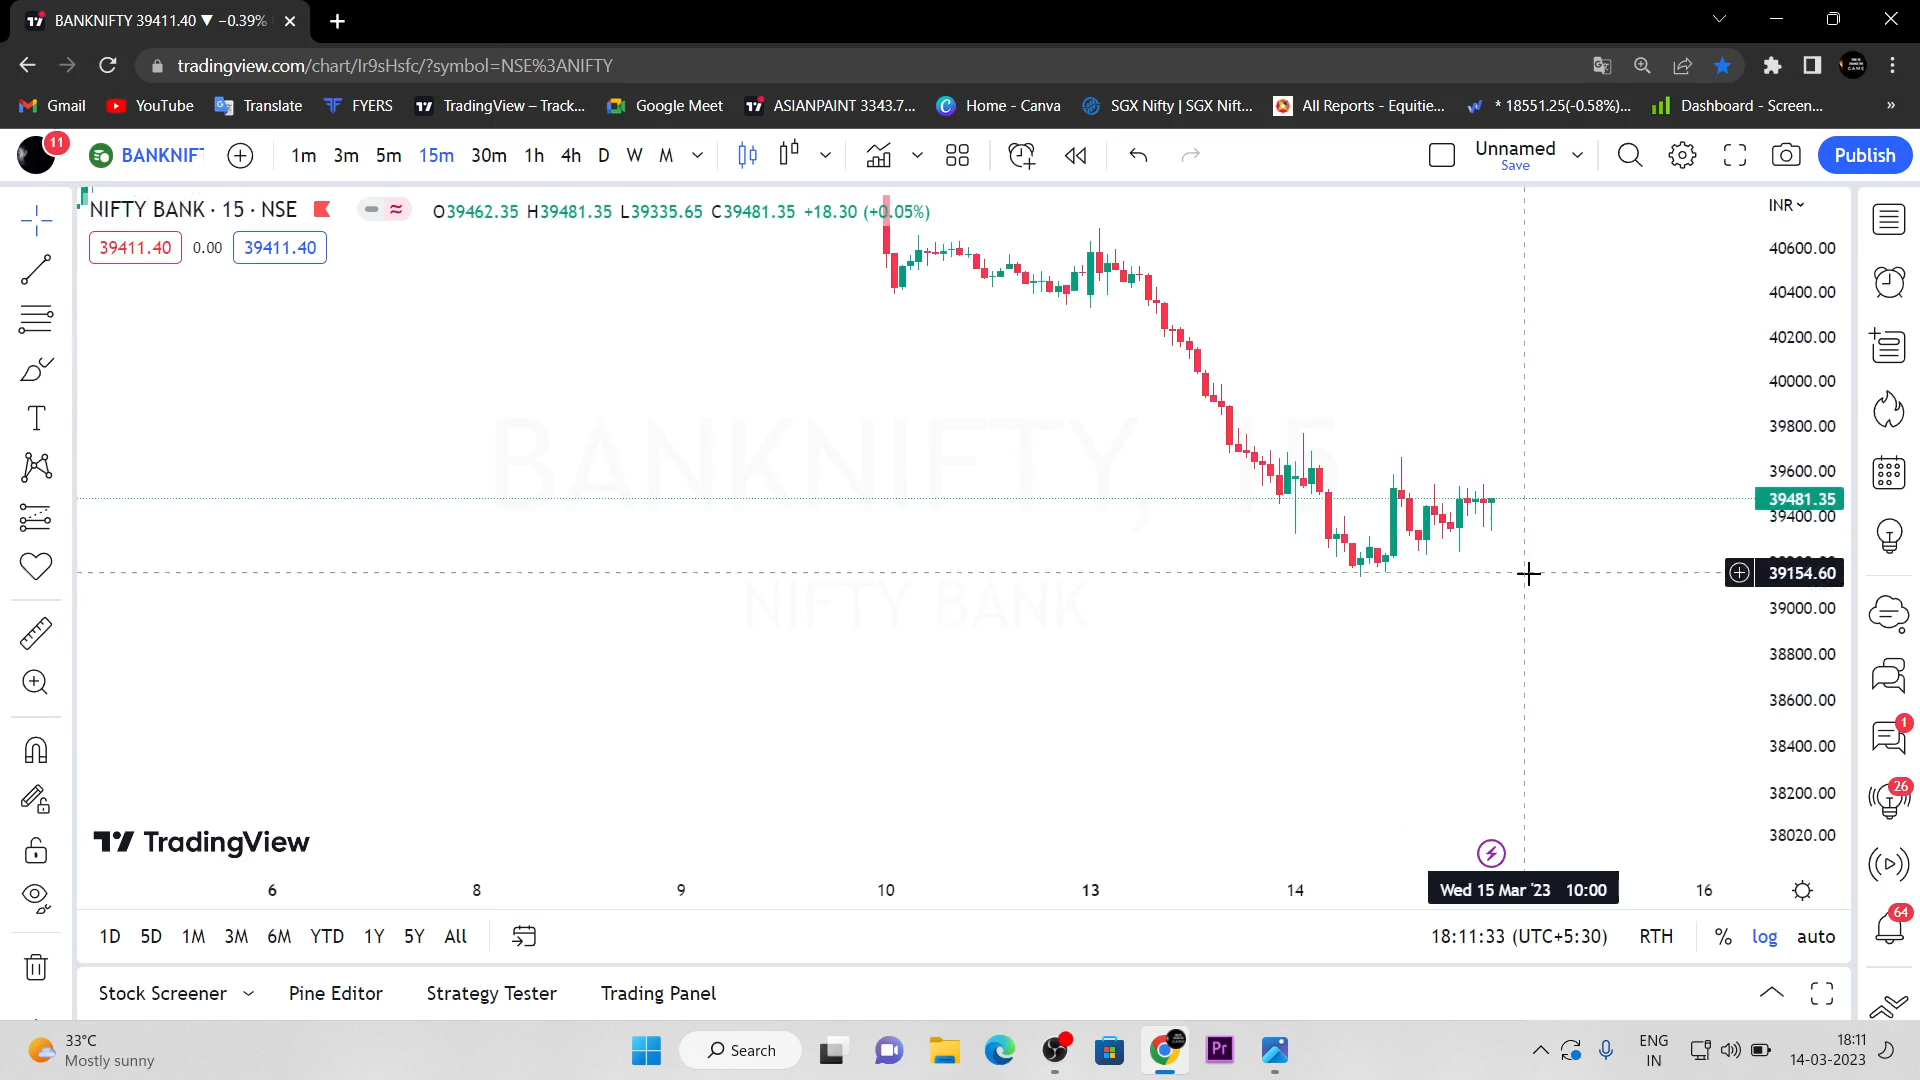 BANKNIFTY 39411.40 ▼ −0.39%
tradingview.com/chart/Ir9sHsfc/?symbol=NSE%3ANIFTY
Gmail YouTube Translate FYERS TradingView – Track... Google Meet ASIANPAINT 3343.7... Home - Canva SGX Nifty | SGX Nift... All Reports - Equitie... * 18551.25(-0.58%)... Dashboard - Screen... »
11 BANKNIF 1m 3m 5m 15m 30m 1h 4h D W M Unnamed Save Publish
NIFTY BANK · 15 · NSE O39462.35 H39481.35 L39335.65 C39481.35 +18.30 (+0.05%) INR
39411.40 0.00 39411.40
40600.00
40400.00
40200.00
40000.00
39800.00
39600.00
39481.35
39400.00
39154.60
39000.00
38800.00
38600.00
38400.00
38200.00
38020.00
BANKNIFTY, 15
NIFTY BANK
TradingView
1
26
64
6 8 9 10 13 14 Wed 15 Mar '23 10:00 16
1D 5D 1M 3M 6M YTD 1Y 5Y All 18:11:33 (UTC+5:30) RTH % log auto
Stock Screener Pine Editor Strategy Tester Trading Panel
33°C
Mostly sunny
Search
Pr
ENG
IN
18:11
14-03-2023